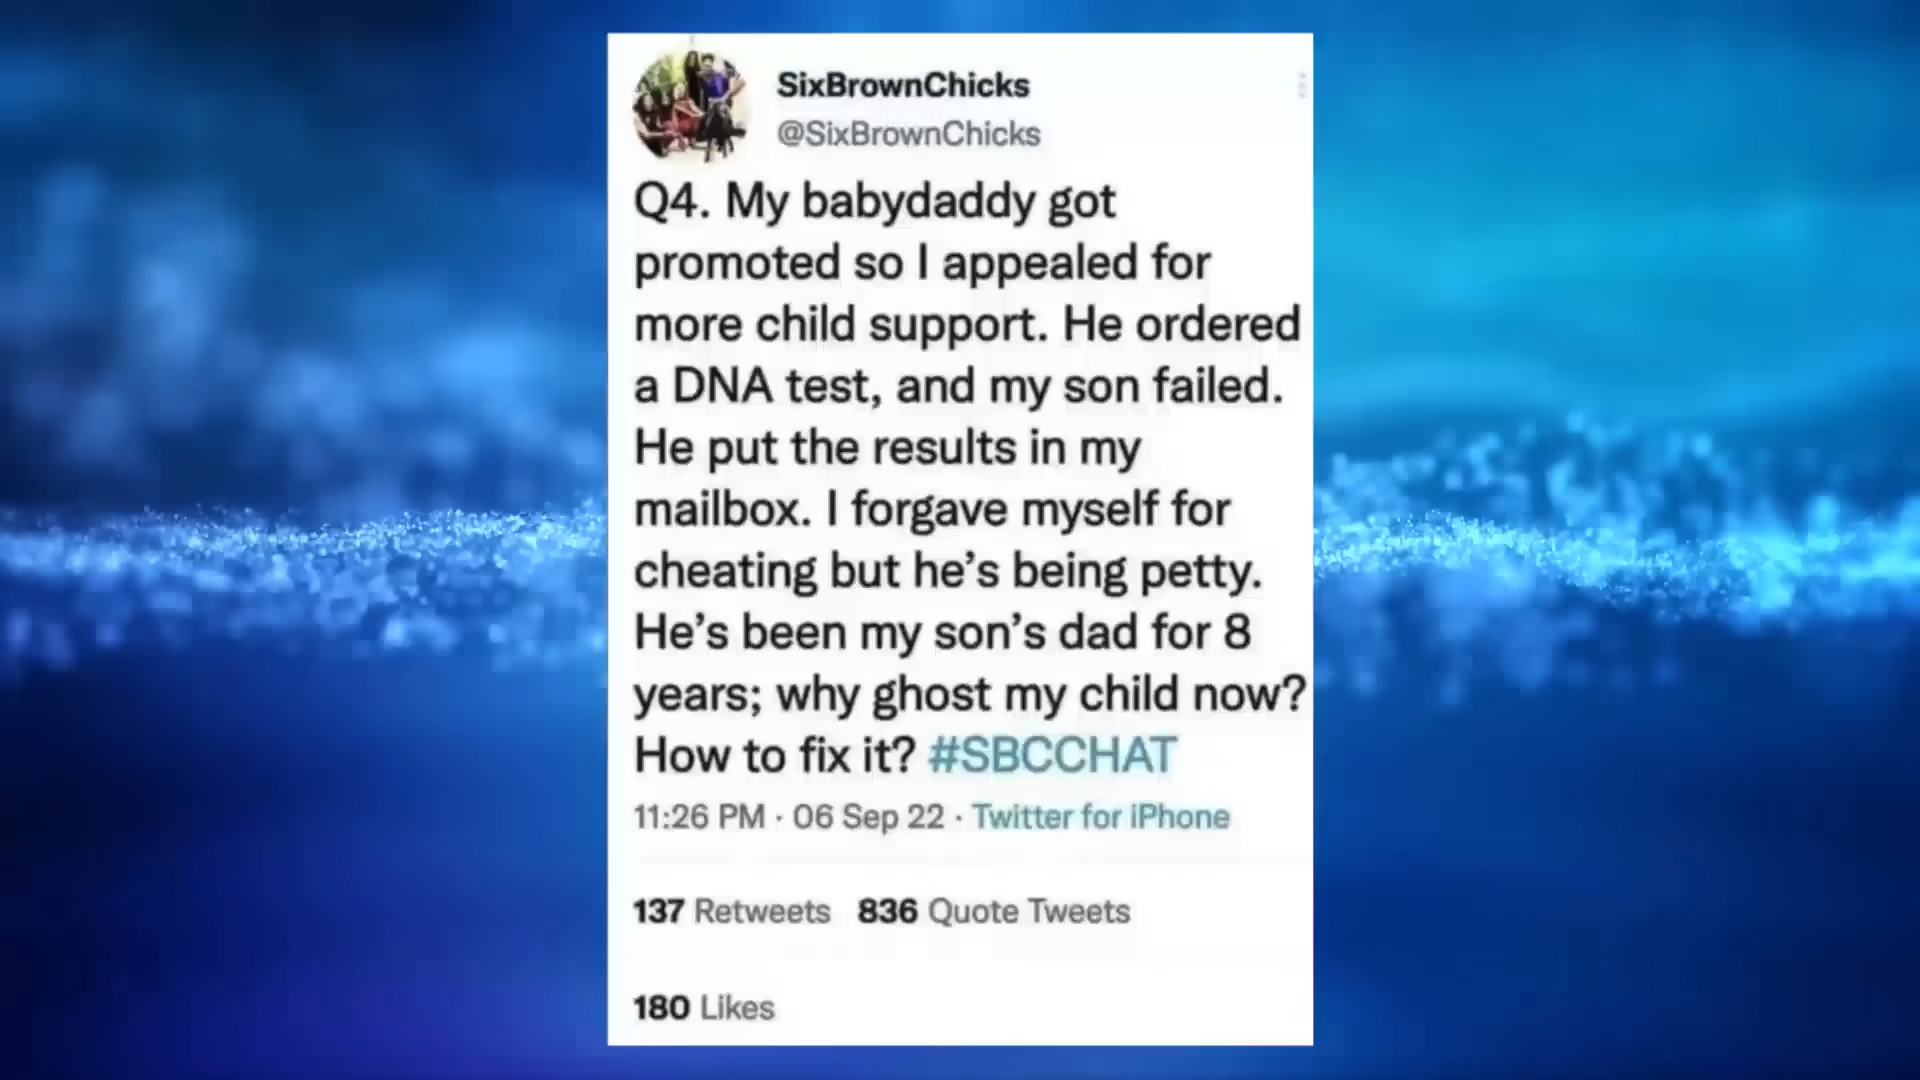 SixBrownChicks
@SixBrownChicks
Q4. My babydaddy got
promoted so I appealed for
more child support. He ordered
a DNA test, and my son failed.
He put the results in my
mailbox. I forgave myself for
cheating but he’s being petty.
He’s been my son’s dad for 8
years; why ghost my child now?
How to fix it? #SBCCHAT
11:26 PM · 06 Sep 22 · Twitter for iPhone
137 Retweets 836 Quote Tweets
180 Likes